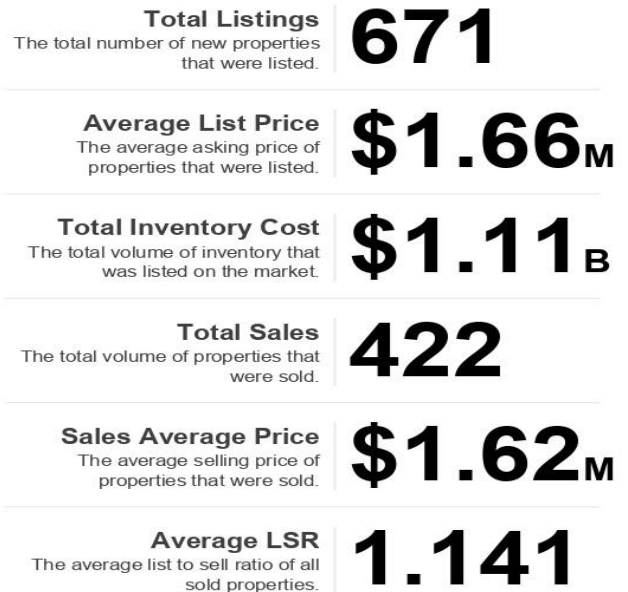 Total Listings
The total number of new properties
that were listed.
671
Average List Price
The average asking price of
properties that were listed.
$1.66M
Total Inventory Cost
The total volume of inventory that
was listed on the market.
$1.11B
Total Sales
The total volume of properties that
were sold.
422
Sales Average Price
The average selling price of
properties that were sold.
$1.62M
Average LSR
The average list to sell ratio of all
sold properties.
1.141